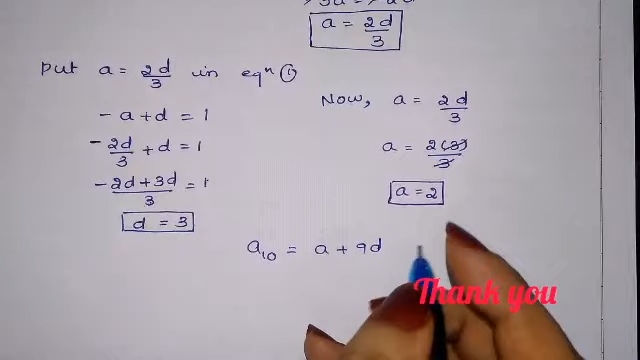 a = 2d/3
Put a = 2d/3 in eqn ①
- a + d = 1
- 2d/3 + d = 1
-2d + 3d/3 = 1
d = 3
Now, a = 2d/3
a = 2(3)/3
a = 2
a10 = a + 9d
Thank you